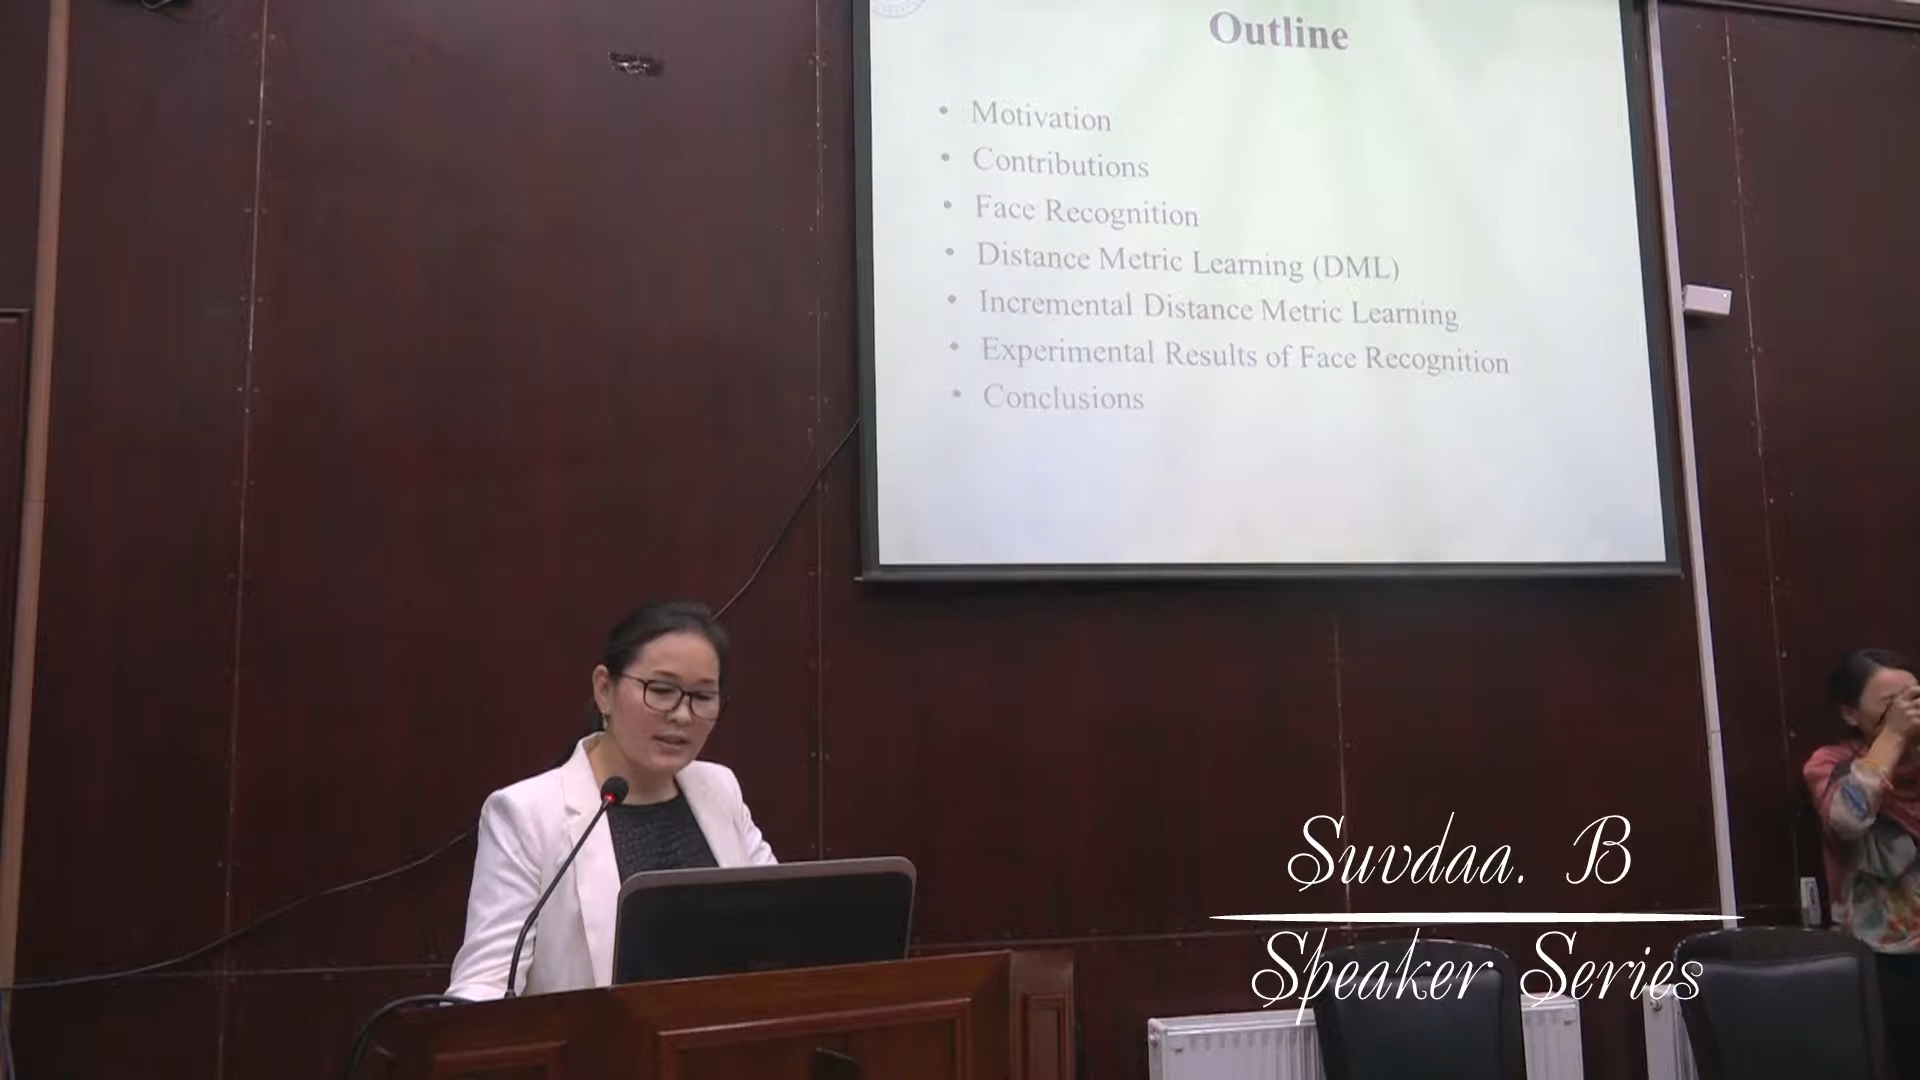 Outline
• Motivation
• Contributions
• Face Recognition
• Distance Metric Learning (DML)
• Incremental Distance Metric Learning
• Experimental Results of Face Recognition
• Conclusions
Suvdaa. B
Speaker Series